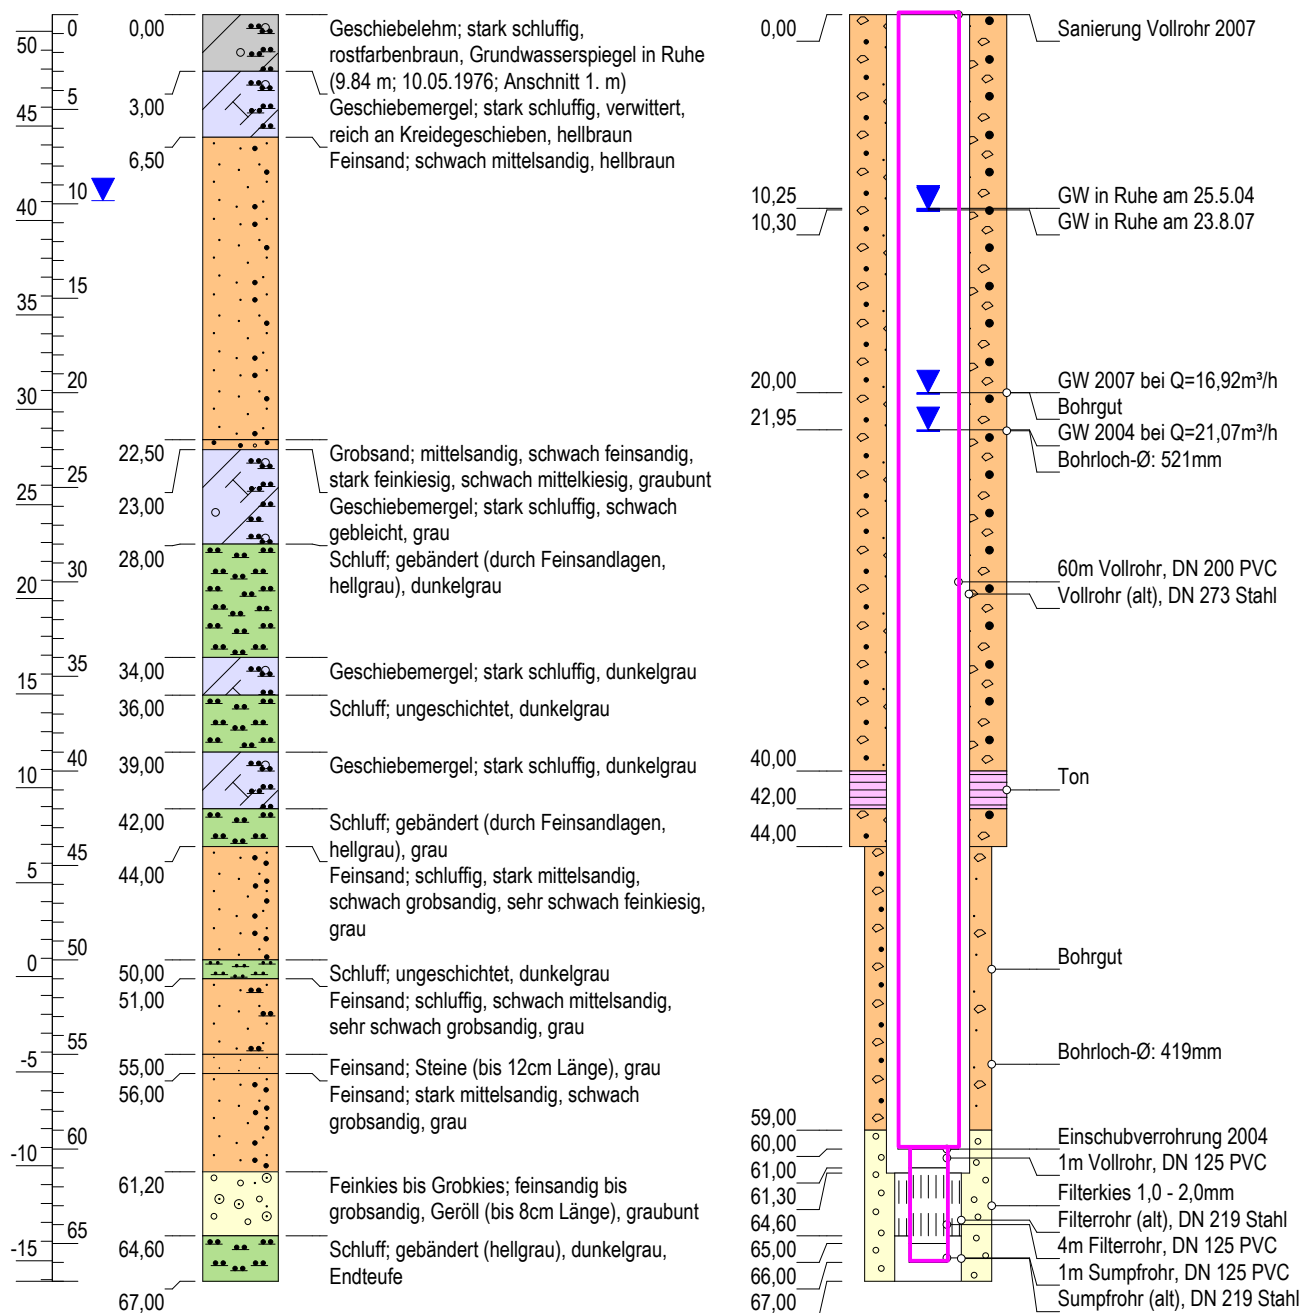 0,00
Geschiebelehm; stark schluffig,
rostfarbenbraun, Grundwasserspiegel in Ruhe
(9.84 m; 10.05.1976; Anschnitt 1. m)
3,00
Geschiebemergel; stark schluffig, verwittert,
reich an Kreidegeschieben, hellbraun
6,50
Feinsand; schwach mittelsandig, hellbraun
22,50
Grobsand; mittelsandig, schwach feinsandig,
stark feinkiesig, schwach mittelkiesig, graubunt
23,00
Geschiebemergel; stark schluffig, schwach
gebleicht, grau
28,00
Schluff; gebändert (durch Feinsandlagen,
hellgrau), dunkelgrau
34,00
Geschiebemergel; stark schluffig, dunkelgrau
36,00
Schluff; ungeschichtet, dunkelgrau
39,00
Geschiebemergel; stark schluffig, dunkelgrau
42,00
Schluff; gebändert (durch Feinsandlagen,
hellgrau), grau
44,00
Feinsand; schluffig, stark mittelsandig,
schwach grobsandig, sehr schwach feinkiesig,
grau
50,00
Schluff; ungeschichtet, dunkelgrau
51,00
Feinsand; schluffig, schwach mittelsandig,
sehr schwach grobsandig, grau
55,00
Feinsand; Steine (bis 12cm Länge), grau
56,00
Feinsand; stark mittelsandig, schwach
grobsandig, grau
61,20
Feinkies bis Grobkies; feinsandig bis
grobsandig, Geröll (bis 8cm Länge), graubunt
64,60
Schluff; gebändert (hellgrau), dunkelgrau,
Endteufe
67,00
50
45
40
35
30
25
20
15
10
5
0
-5
-10
-15
0
5
10
15
20
25
30
35
40
45
50
55
60
65
0,00
Sanierung Vollrohr 2007
10,25
GW in Ruhe am 25.5.04
10,30
GW in Ruhe am 23.8.07
20,00
GW 2007 bei Q=16,92m³/h
Bohrgut
21,95
GW 2004 bei Q=21,07m³/h
Bohrloch-Ø: 521mm
60m Vollrohr, DN 200 PVC
Vollrohr (alt), DN 273 Stahl
40,00
Ton
42,00
44,00
Bohrgut
Bohrloch-Ø: 419mm
59,00
60,00
Einschubverrohrung 2004
61,00
1m Vollrohr, DN 125 PVC
61,30
Filterkies 1,0 - 2,0mm
64,60
Filterrohr (alt), DN 219 Stahl
65,00
4m Filterrohr, DN 125 PVC
66,00
1m Sumpfrohr, DN 125 PVC
67,00
Sumpfrohr (alt), DN 219 Stahl